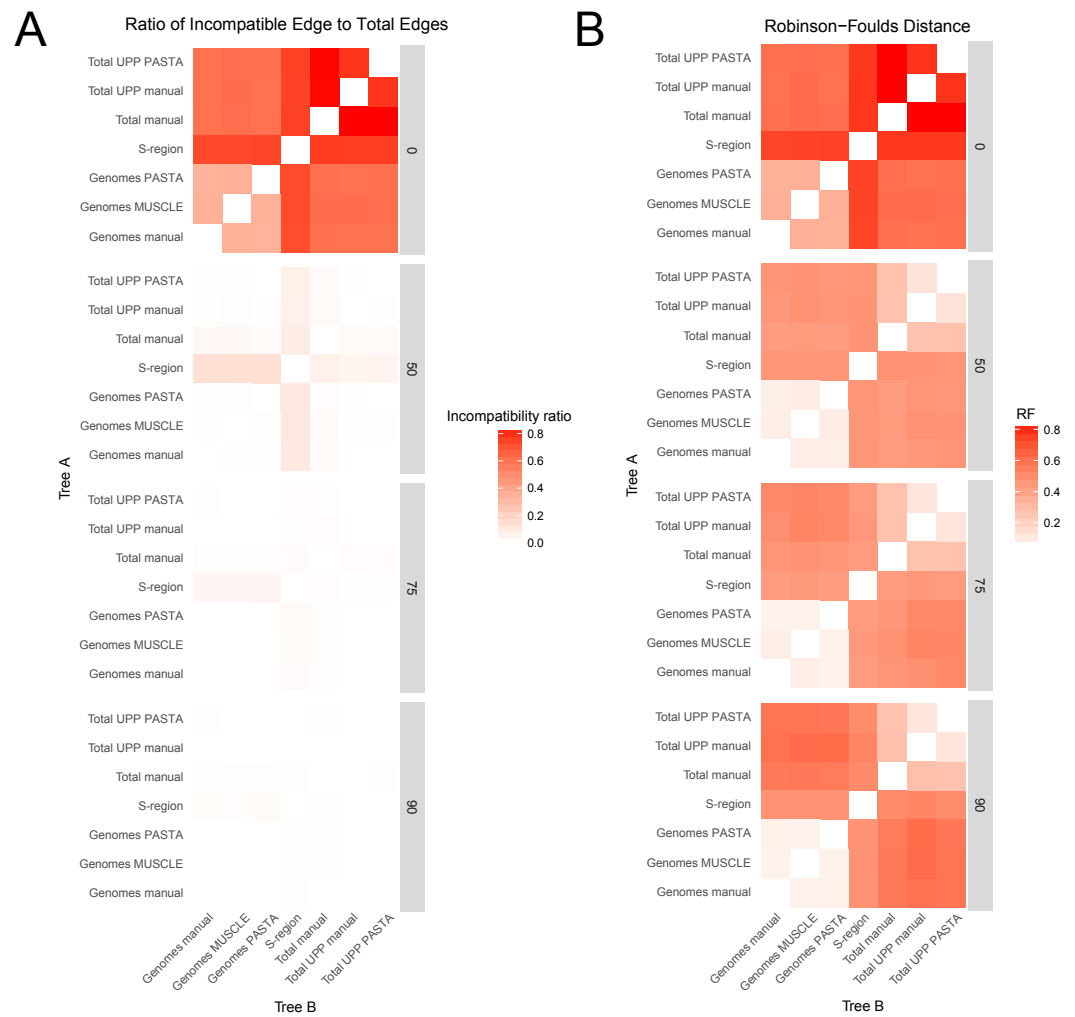 A
Ratio of Incompatible Edge to Total Edges
Total UPP PASTA
Total UPP manual
Total manual
S-region
Genomes PASTA
Genomes MUSCLE
Genomes manual
0
Total UPP PASTA
Total UPP manual
Total manual
S-region
Genomes PASTA
Genomes MUSCLE
Genomes manual
50
Total UPP PASTA
Total UPP manual
Total manual
S-region
Genomes PASTA
Genomes MUSCLE
Genomes manual
75
Total UPP PASTA
Total UPP manual
Total manual
S-region
Genomes PASTA
Genomes MUSCLE
Genomes manual
90
Tree A
Genomes manual
Genomes MUSCLE
Genomes PASTA
S-region
Total manual
Total UPP manual
Total UPP PASTA
Tree B
Incompatibility ratio
0.8
0.6
0.4
0.2
0.0
B
Robinson−Foulds Distance
Total UPP PASTA
Total UPP manual
Total manual
S-region
Genomes PASTA
Genomes MUSCLE
Genomes manual
0
Total UPP PASTA
Total UPP manual
Total manual
S-region
Genomes PASTA
Genomes MUSCLE
Genomes manual
50
Total UPP PASTA
Total UPP manual
Total manual
S-region
Genomes PASTA
Genomes MUSCLE
Genomes manual
75
Total UPP PASTA
Total UPP manual
Total manual
S-region
Genomes PASTA
Genomes MUSCLE
Genomes manual
90
Tree A
Genomes manual
Genomes MUSCLE
Genomes PASTA
S-region
Total manual
Total UPP manual
Total UPP PASTA
Tree B
RF
0.8
0.6
0.4
0.2